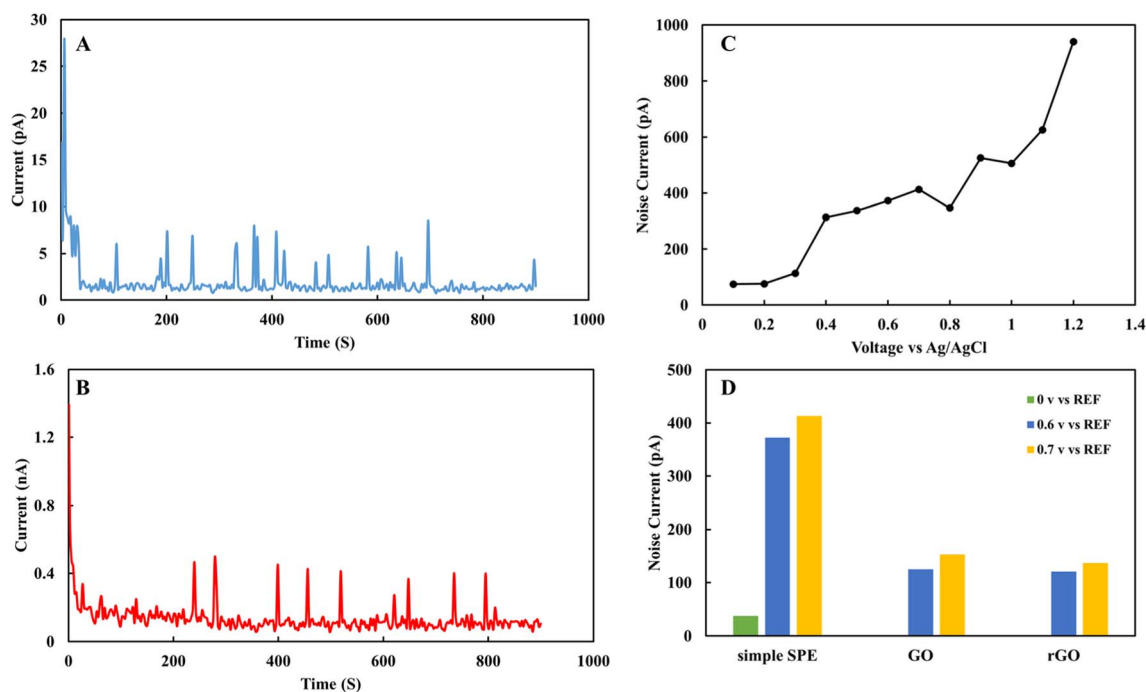 A
30
25
20
15
10
5
0
0 200 400 600 800 1000
Current (pA)
Time (S)
C
1000
800
600
400
200
0
0 0.2 0.4 0.6 0.8 1 1.2 1.4
Noise Current (pA)
Voltage vs Ag/AgCl
B
1.6
1.2
0.8
0.4
0
0 200 400 600 800 1000
Current (nA)
Time (S)
D
500
400
300
200
100
0
Noise Current (pA)
0 v vs REF
0.6 v vs REF
0.7 v vs REF
simple SPE GO rGO